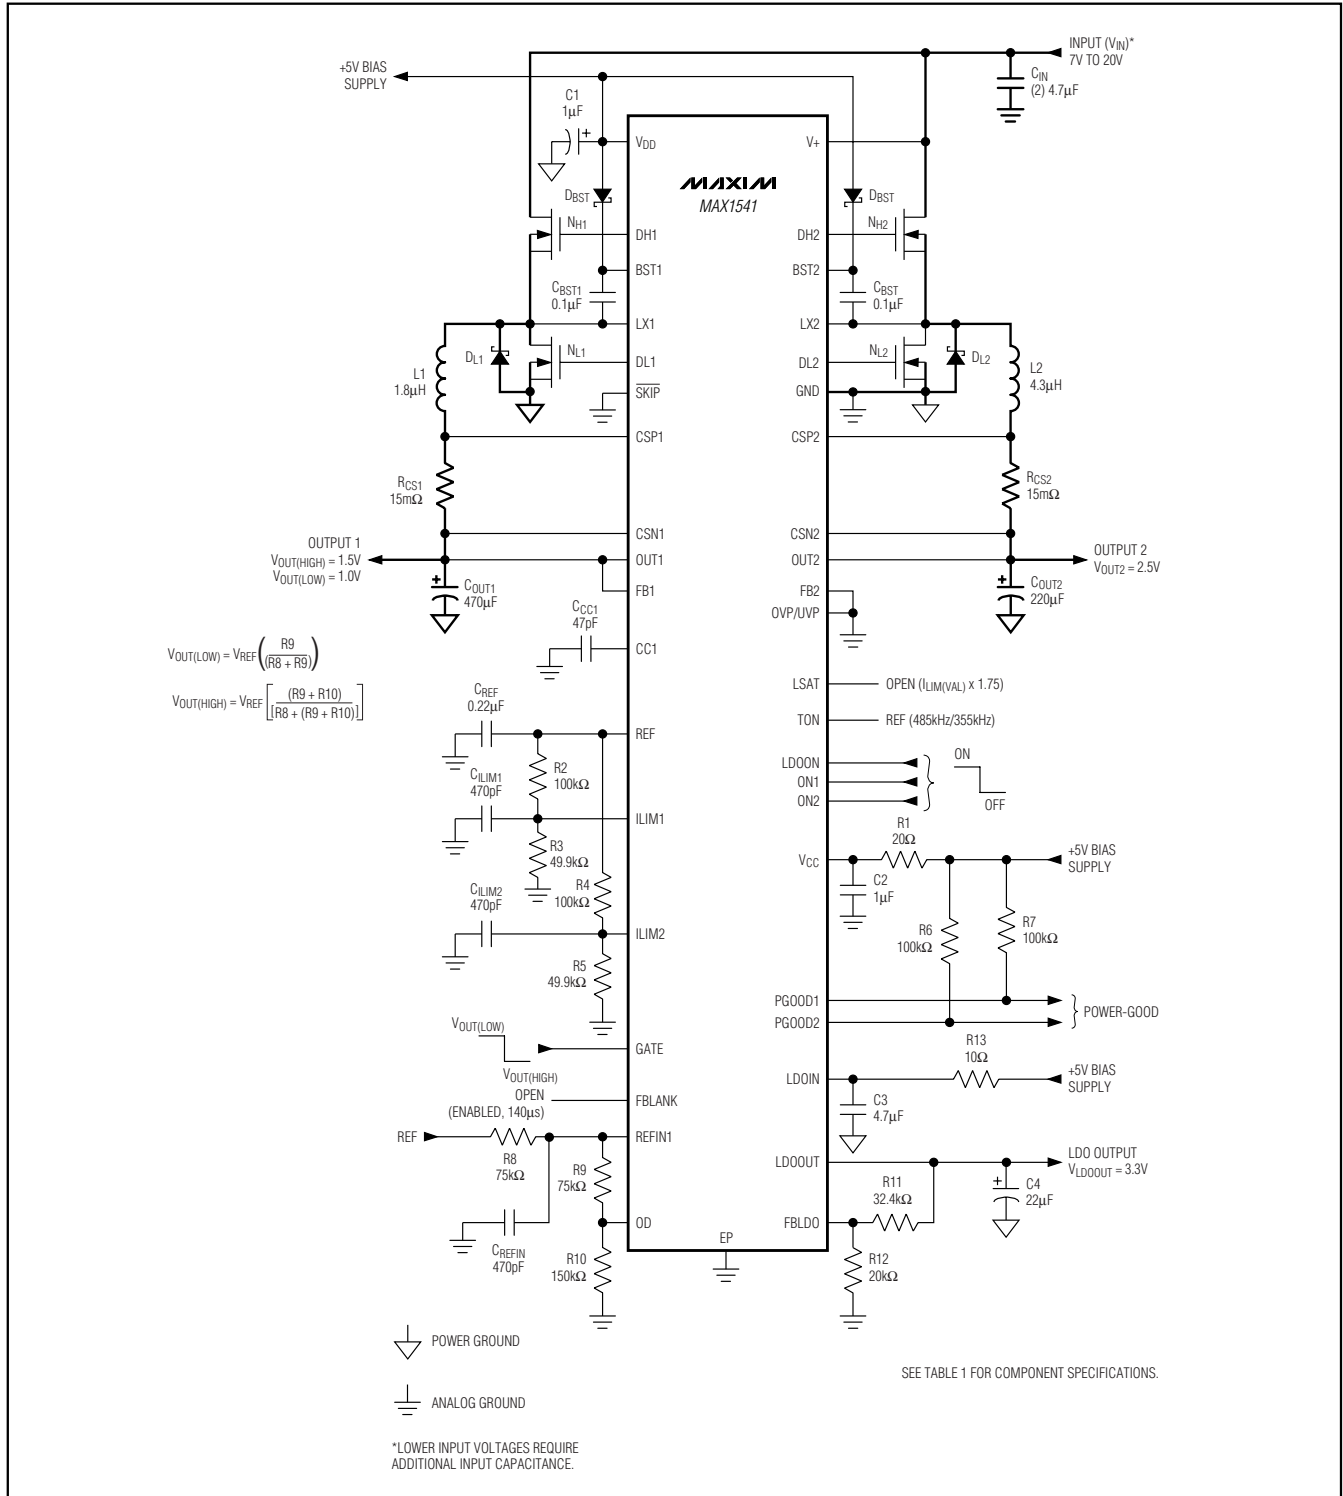 INPUT (VIN)*
7V TO 20V
+5V BIAS
SUPPLY
CIN
(2) 4.7µF
C1
1µF
+
VDD
V+
MAXIM
MAX1541
DBST
DBST
NH1
NH2
DH1
DH2
BST1
BST2
CBST1
0.1µF
CBST
0.1µF
LX1
LX2
DL1
NL1
DL1
DL2
NL2
DL2
L1
1.8µH
L2
4.3µH
SKIP
GND
CSP1
CSP2
RCS1
15mΩ
RCS2
15mΩ
CSN1
CSN2
OUTPUT 1
VOUT(HIGH) = 1.5V
VOUT(LOW) = 1.0V
OUT1
OUT2
OUTPUT 2
VOUT2 = 2.5V
+
COUT1
470µF
FB1
FB2
+
COUT2
220µF
OVP/UVP
CCC1
47pF
CC1
VOUT(LOW) = VREF(R9/(R8 + R9))
VOUT(HIGH) = VREF[(R9 + R10)/[R8 + (R9 + R10)]]
LSAT
OPEN (ILIM(VAL) x 1.75)
CREF
0.22µF
REF
TON
REF (485kHz/355kHz)
R2
100kΩ
LDOON
ON1
ON2
ON
OFF
CILIM1
470pF
ILIM1
R3
49.9kΩ
R1
20Ω
VCC
+5V BIAS
SUPPLY
C2
1µF
R4
100kΩ
CILIM2
470pF
ILIM2
R6
100kΩ
R7
100kΩ
R5
49.9kΩ
PGOOD1
PGOOD2
POWER-GOOD
VOUT(LOW)
VOUT(HIGH)
GATE
R13
10Ω
LDOIN
+5V BIAS
SUPPLY
OPEN
(ENABLED, 140µs)
FBLANK
C3
4.7µF
REF
R8
75kΩ
REFIN1
R9
75kΩ
LDOOUT
LDO OUTPUT
VLDOOUT = 3.3V
R11
32.4kΩ
+
C4
22µF
OD
FBLDO
CREFIN
470pF
R10
150kΩ
EP
R12
20kΩ
POWER GROUND
ANALOG GROUND
SEE TABLE 1 FOR COMPONENT SPECIFICATIONS.
*LOWER INPUT VOLTAGES REQUIRE
ADDITIONAL INPUT CAPACITANCE.